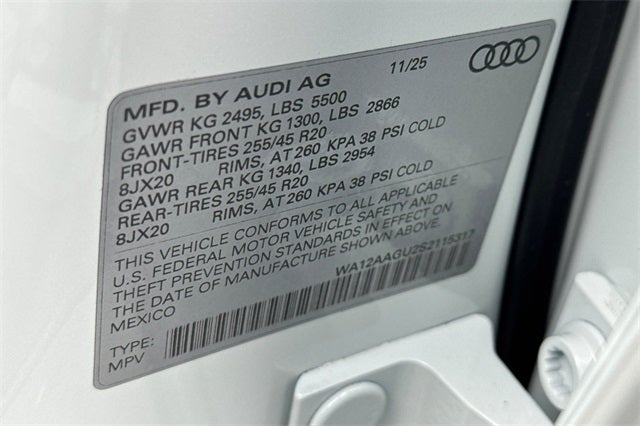 MFD. BY AUDI AG 11/25
GVWR KG 2495, LBS 5500
GAWR FRONT KG 1300, LBS 2866
FRONT-TIRES 255/45 R20
8JX20 RIMS, AT 260 KPA 38 PSI COLD
GAWR REAR KG 1340, LBS 2954
REAR-TIRES 255/45 R20
8JX20 RIMS, AT 260 KPA 38 PSI COLD
THIS VEHICLE CONFORMS TO ALL APPLICABLE
U.S. FEDERAL MOTOR VEHICLE SAFETY AND
THEFT PREVENTION STANDARDS IN EFFECT ON
THE DATE OF MANUFACTURE SHOWN ABOVE.
MEXICO
WA12AAGU2S2115317
TYPE:
MPV